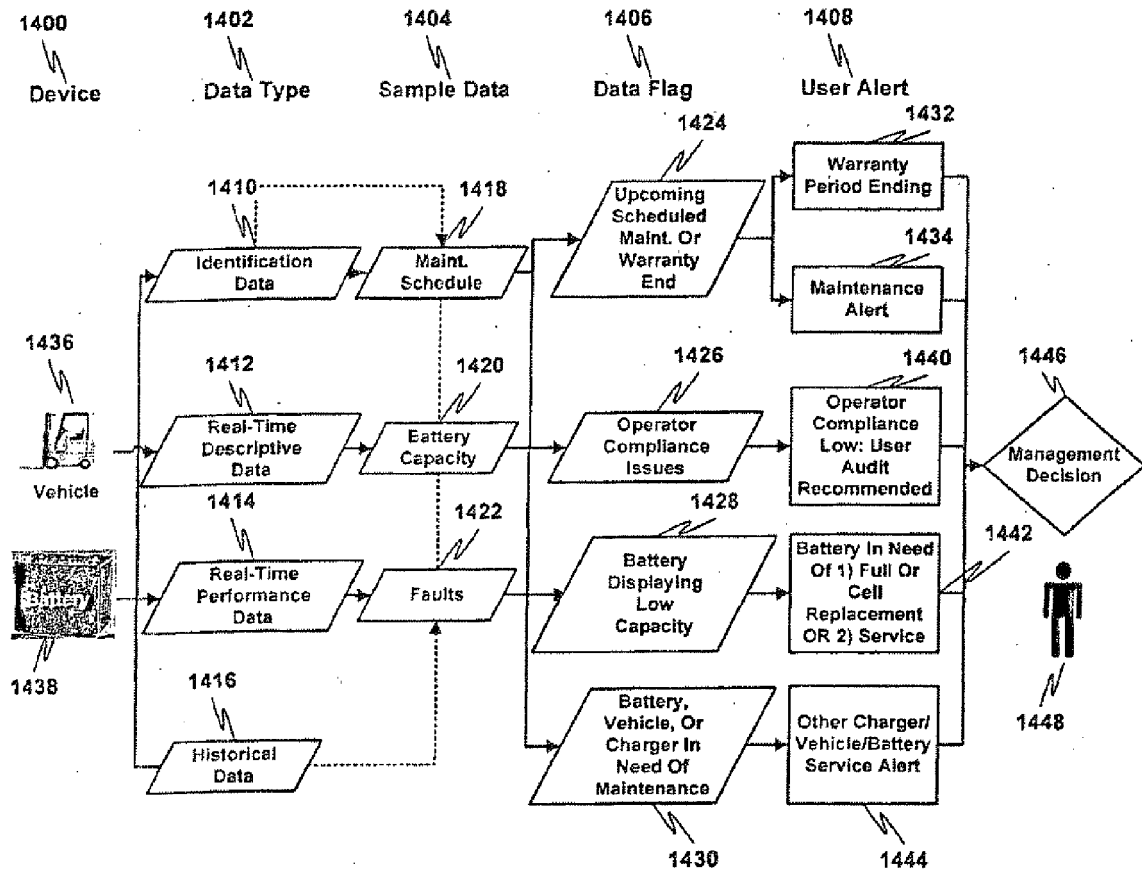 1400
1402
1404
1406
1408
Device
Data Type
Sample Data
Data Flag
User Alert
1424
1432
Warranty
Period Ending
1410
1418
Upcoming
Scheduled
Maint. Or
Warranty
End
1434
Identification
Data
Maint.
Schedule
Maintenance
Alert
1436
1412
1420
1426
1440
1446
Vehicle
Real-Time
Descriptive
Data
Battery
Capacity
Operator
Compliance
Issues
Operator
Compliance
Low: User
Audit
Recommended
Management
Decision
1414
1422
1428
1442
Battery
Real-Time
Performance
Data
Faults
Battery
Displaying
Low
Capacity
Battery In Need
Of 1) Full Or
Cell
Replacement
OR 2) Service
1438
1416
1448
Historical
Data
Battery,
Vehicle, Or
Charger In
Need Of
Maintenance
Other Charger/
Vehicle/Battery
Service Alert
1430
1444